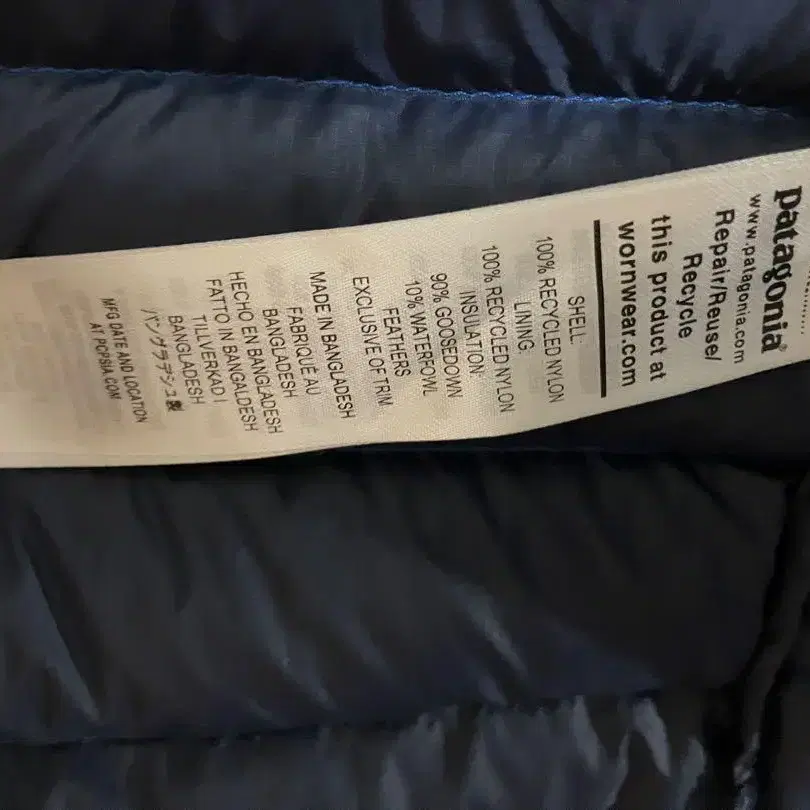 patagonia®
www.patagonia.com
Repair/Reuse/
Recycle
this product at
wornwear.com
SHELL:
100% RECYCLED NYLON
LINING:
100% RECYCLED NYLON
INSULATION:
90% GOOSEDOWN
10% WATERFOWL
FEATHERS
EXCLUSIVE OF TRIM
MADE IN BANGLADESH
FABRIQUÉ AU
BANGLADESH
HECHO EN BANGLADESH
FATTO IN BANGALDESH
TILLVERKAD I
BANGLADESH
バングラデシュ製
MFG DATE AND LOCATION
AT PCPSIA.COM